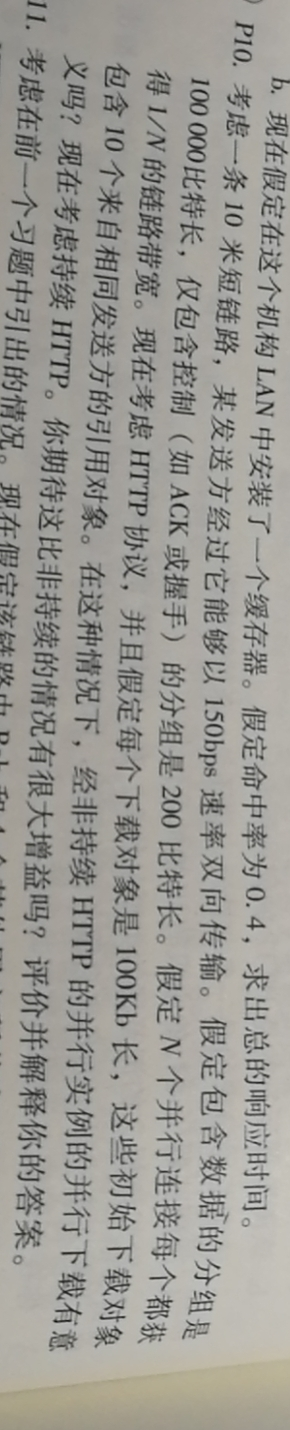 b. 现在假定在这个机构 LAN 中安装了一个缓存器。假定命中率为 0.4，求出总的响应时间。
P10. 考虑一条 10 米短链路，某发送方经过它能够以 150bps 速率双向传输。假定包含数据的分组是
100 000比特长，仅包含控制（如 ACK 或握手）的分组是 200 比特长。假定 N 个并行连接每个都获
得 1/N 的链路带宽。现在考虑 HTTP 协议，并且假定每个下载对象是 100Kb 长，这些初始下载对象
包含 10 个来自相同发送方的引用对象。在这种情况下，经非持续 HTTP 的并行实例的并行下载有意
义吗？现在考虑持续 HTTP。你期待这比非持续的情况有很大增益吗？评价并解释你的答案。
11. 考虑在前一个习题中引出的情况。现在假定该链路由